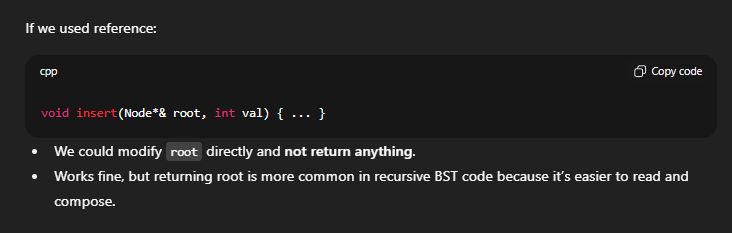 If we used reference:
cpp
Copy code
void insert(Node*& root, int val) { ... }
• We could modify root directly and not return anything.
• Works fine, but returning root is more common in recursive BST code because it’s easier to read and
compose.